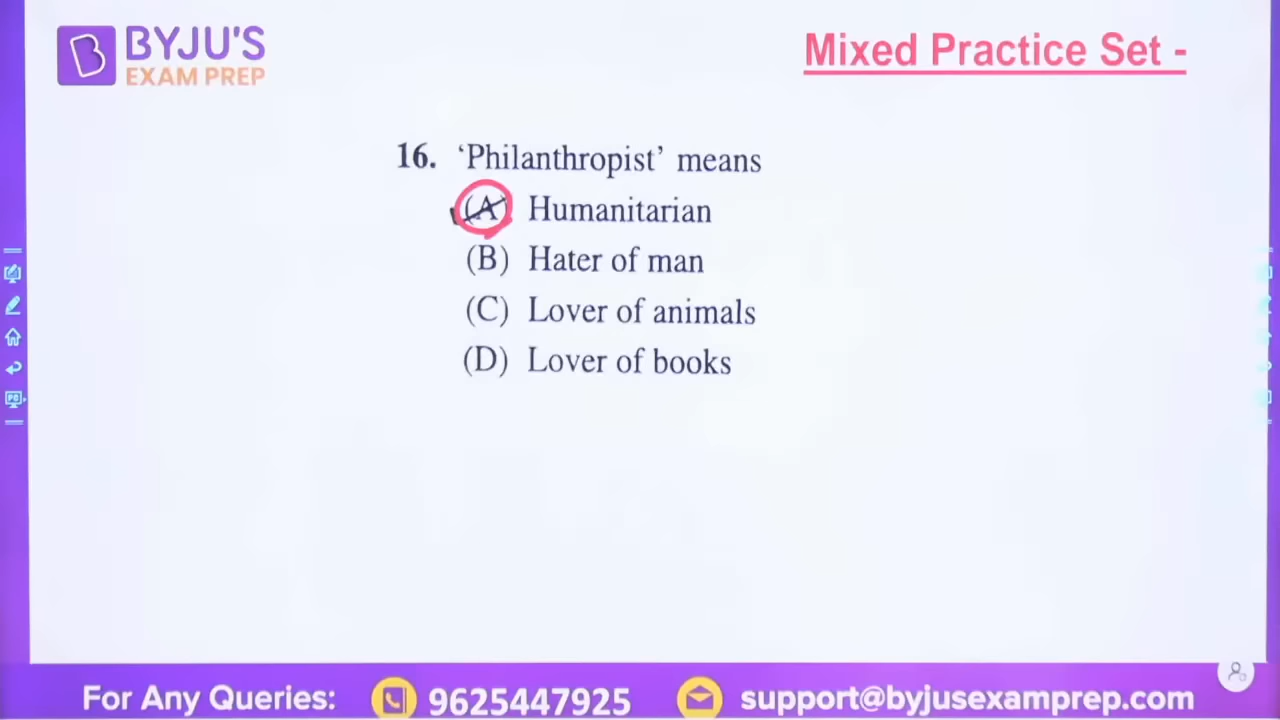 BYJU'S
EXAM PREP
Mixed Practice Set -
16. ‘Philanthropist’ means
(A) Humanitarian
(B) Hater of man
(C) Lover of animals
(D) Lover of books
For Any Queries: 9625447925 support@byjusexamprep.com